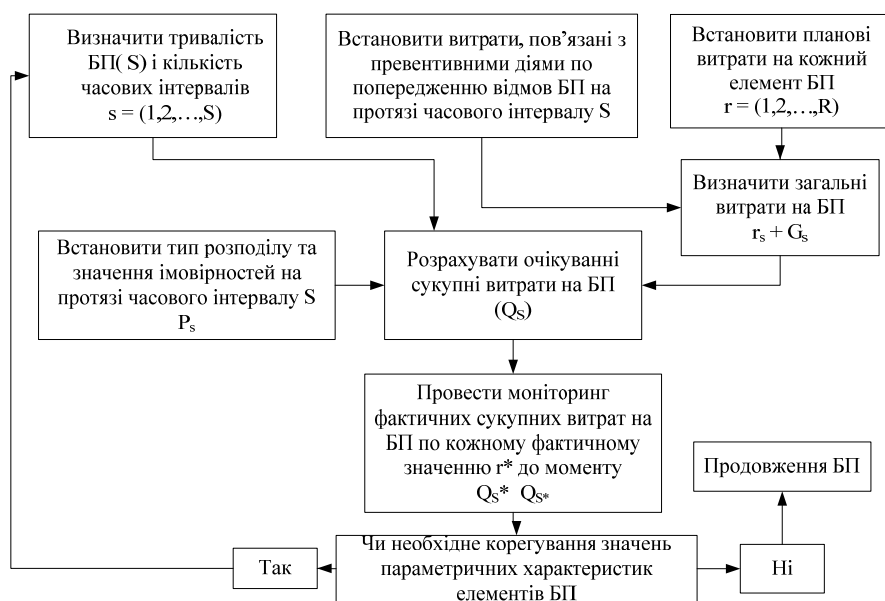 Визначити тривалість
БП( S) і кількість
часових інтервалів
s = (1,2,…,S)
Встановити витрати, пов’язані з
превентивними діями по
попередженню відмов БП на
протязі часового інтервалу S
Встановити планові
витрати на кожний
елемент БП
r = (1,2,…,R)
Визначити загальні
витрати на БП
rs + Gs
Встановити тип розподілу та
значення імовірностей на
протязі часового інтервалу S
Ps
Розрахувати очікуванні
сукупні витрати на БП
(QS)
Провести моніторинг
фактичних сукупних витрат на
БП по кожному фактичному
значенню r* до моменту
QS* QS*
Продовження БП
Чи необхідне корегування значень
параметричних характеристик
елементів БП
Так
Ні